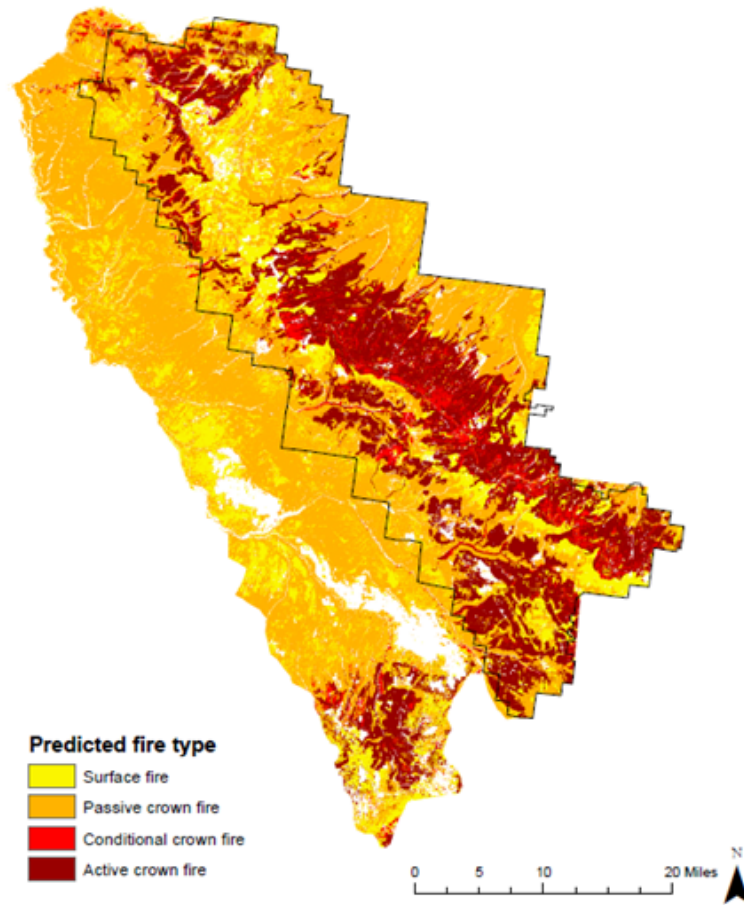 Predicted fire type
Surface fire
Passive crown fire
Conditional crown fire
Active crown fire
0 5 10 20 Miles
N